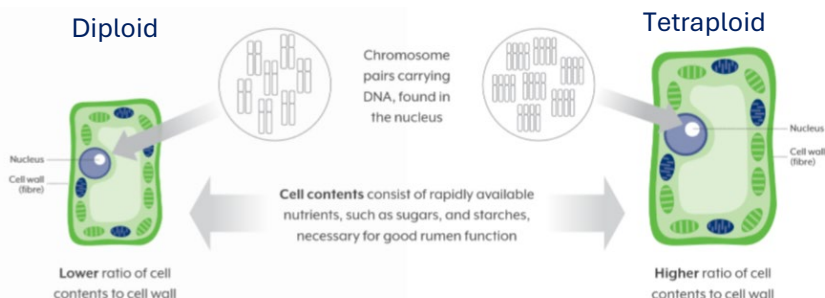 Diploid
Tetraploid
Chromosome
pairs carrying
DNA, found in
the nucleus
Nucleus
Cell wall
(fibre)
Nucleus
Cell wall
(fibre)
Cell contents consist of rapidly available
nutrients, such as sugars, and starches,
necessary for good rumen function
Lower ratio of cell
contents to cell wall
Higher ratio of cell
contents to cell wall